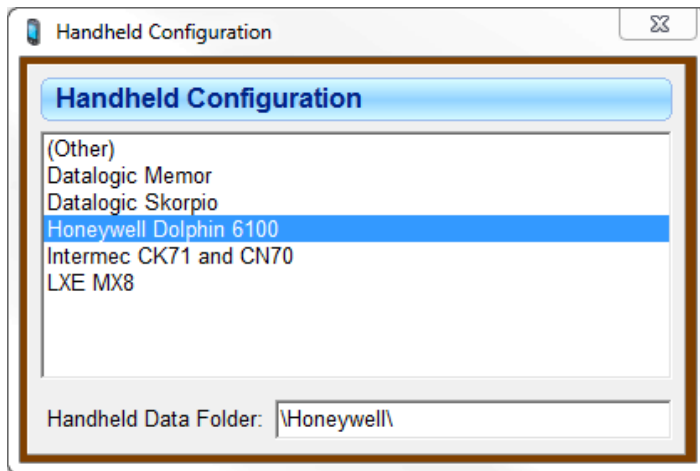 Handheld Configuration
Handheld Configuration
(Other)
Datalogic Memor
Datalogic Skorpio
Honeywell Dolphin 6100
Intermec CK71 and CN70
LXE MX8
Handheld Data Folder: \Honeywell\